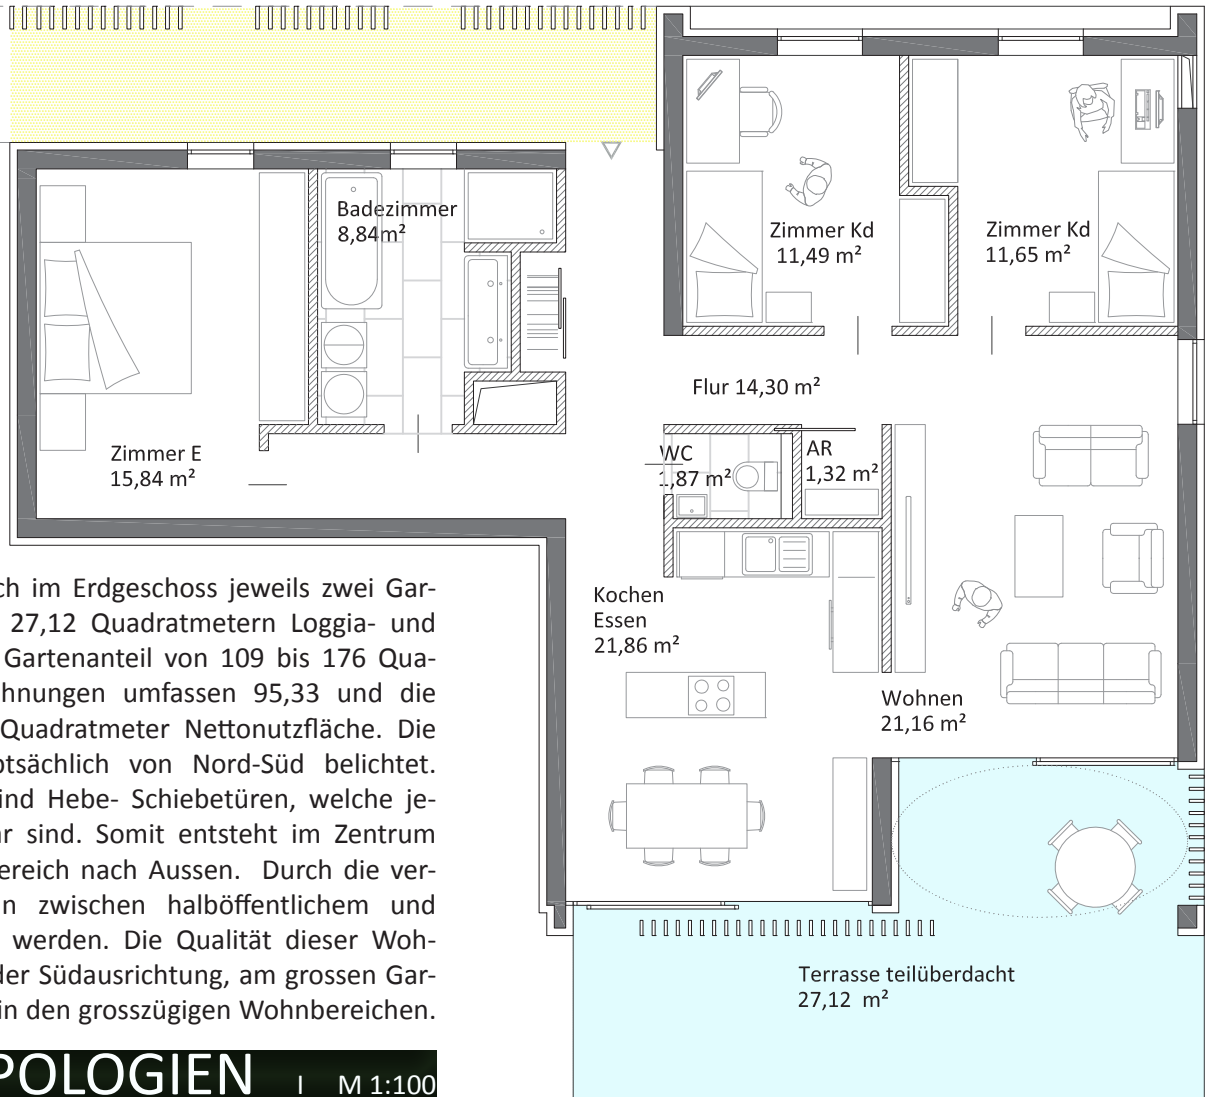 Badezimmer
8,84m²
Zimmer Kd
11,49 m²
Zimmer Kd
11,65 m²
Flur 14,30 m²
Zimmer E
15,84 m²
WC
1,87 m²
AR
1,32 m²
Kochen
Essen
21,86 m²
Wohnen
21,16 m²
Terrasse teilüberdacht
27,12 m²
ch im Erdgeschoss jeweils zwei Gar-
27,12 Quadratmetern Loggia- und
Gartenanteil von 109 bis 176 Qua-
hnungen umfassen 95,33 und die
Quadratmeter Nettonutzfläche. Die
ptsächlich von Nord-Süd belichtet.
ind Hebe- Schiebetüren, welche je-
ar sind. Somit entsteht im Zentrum
ereich nach Aussen. Durch die ver-
n zwischen halböffentlichem und
werden. Die Qualität dieser Woh-
der Südausrichtung, am grossen Gar-
in den grosszügigen Wohnbereichen.
POLOGIEN I M 1:100